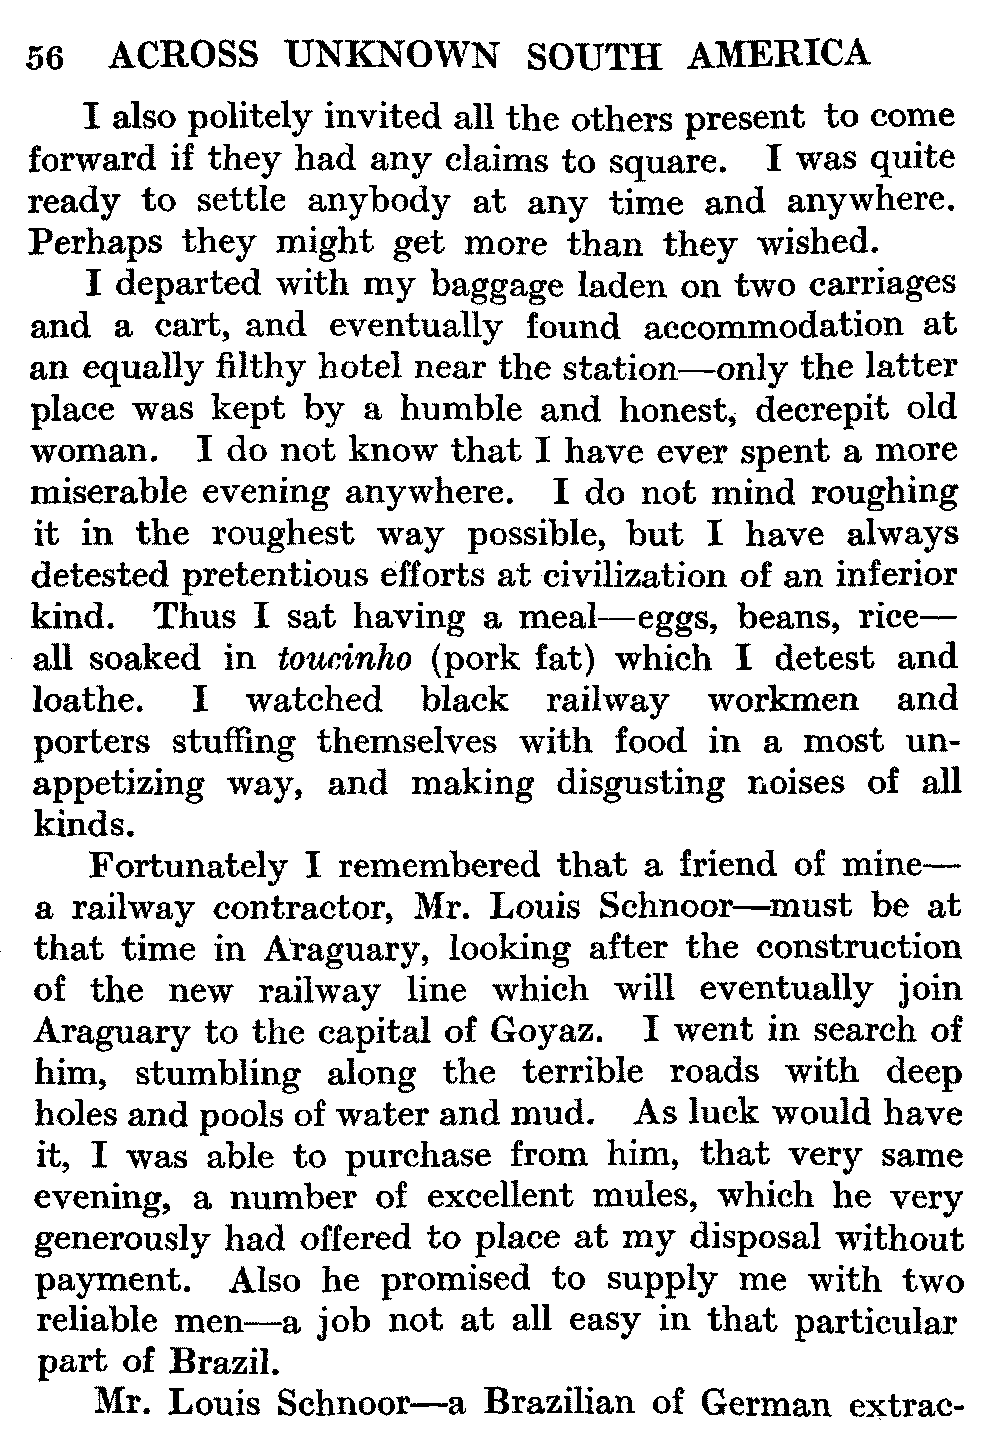 56 ACROSS UNKNOWN SOUTH AMERICA
I also politely invited all the others present to come
forward if they had any claims to square. I was quite
ready to settle anybody at any time and anywhere.
Perhaps they might get more than they wished.
I departed with my baggage laden on two carriages
and a cart, and eventually found accommodation at
an equally filthy hotel near the station—only the latter
place was kept by a humble and honest, decrepit old
woman. I do not know that I have ever spent a more
miserable evening anywhere. I do not mind roughing
it in the roughest way possible, but I have always
detested pretentious efforts at civilization of an inferior
kind. Thus I sat having a meal—eggs, beans, rice—
all soaked in toucinho (pork fat) which I detest and
loathe. I watched black railway workmen and
porters stuffing themselves with food in a most un-
appetizing way, and making disgusting noises of all
kinds.
Fortunately I remembered that a friend of mine—
a railway contractor, Mr. Louis Schnoor—must be at
that time in Araguary, looking after the construction
of the new railway line which will eventually join
Araguary to the capital of Goyaz. I went in search of
him, stumbling along the terrible roads with deep
holes and pools of water and mud. As luck would have
it, I was able to purchase from him, that very same
evening, a number of excellent mules, which he very
generously had offered to place at my disposal without
payment. Also he promised to supply me with two
reliable men—a job not at all easy in that particular
part of Brazil.
Mr. Louis Schnoor—a Brazilian of German extrac-